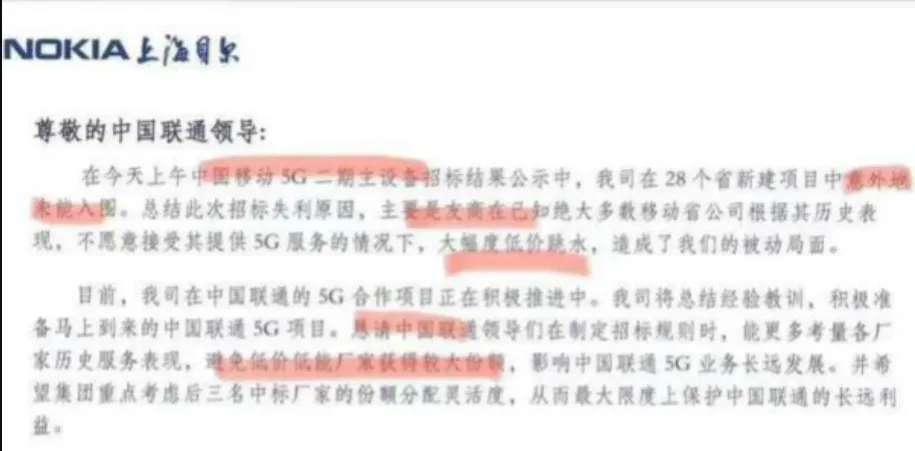 NOKIA 上海贝尔
尊敬的中国联通领导:
在今天上午中国移动5G二期主设备招标结果公示中，我司在28个省新建项目中意外地
未能入围。总结此次招标失利原因，主要是友商在已知绝大多数移动省公司根据其历史表
现，不愿意接受其提供5G服务的情况下，大幅度低价跳水，造成了我们的被动局面。
目前，我司在中国联通的5G合作项目正在积极推进中。我司将总结经验教训，积极准
备马上到来的中国联通5G项目。恳请中国联通领导们在制定招标规则时，能更多考量各厂
家历史服务表现，避免低价低能厂家获得较大份额，影响中国联通5G业务长远发展。并希
望集团重点考虑后三名中标厂家的份额分配灵活度，从而最大限度上保护中国联通的长远利
益。